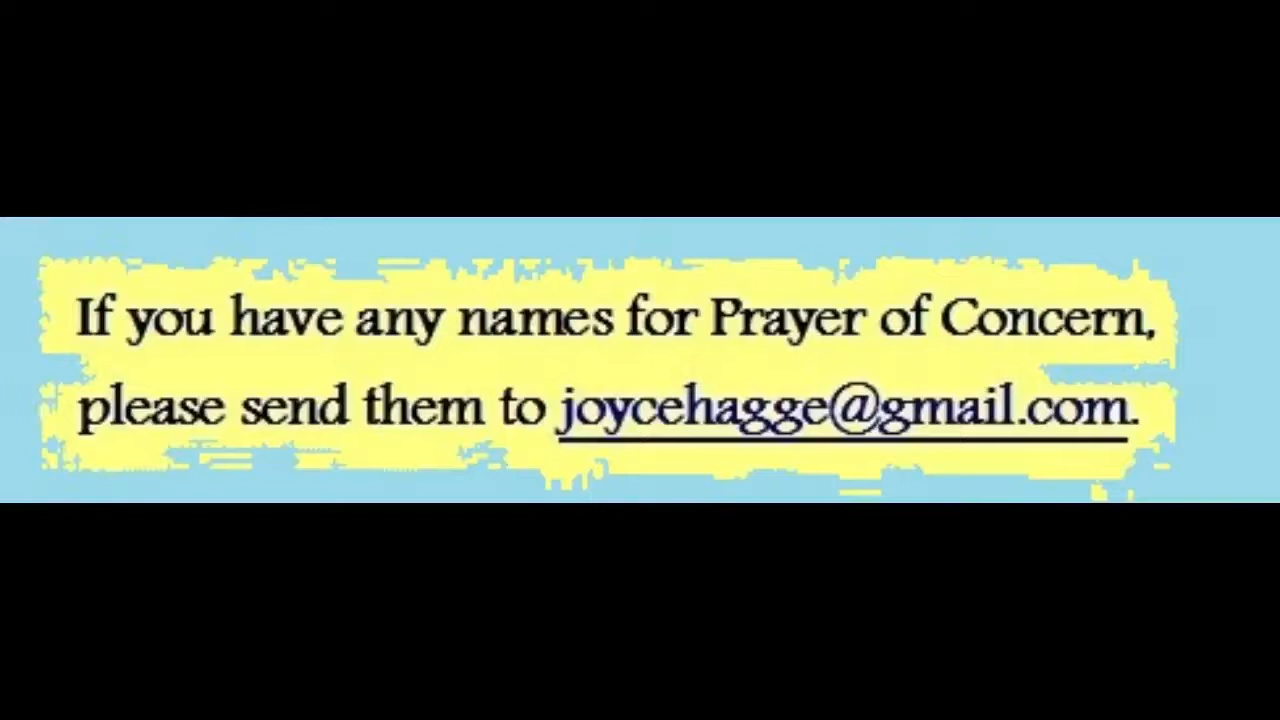 If you have any names for Prayer of Concern,
please send them to joycehagge@gmail.com.